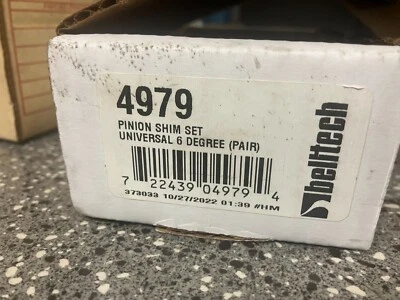 4979
PINION SHIM SET
UNIVERSAL 6 DEGREE (PAIR)
7 22439 04979 4
373033 10/27/2022 01:39 #HM
belltech